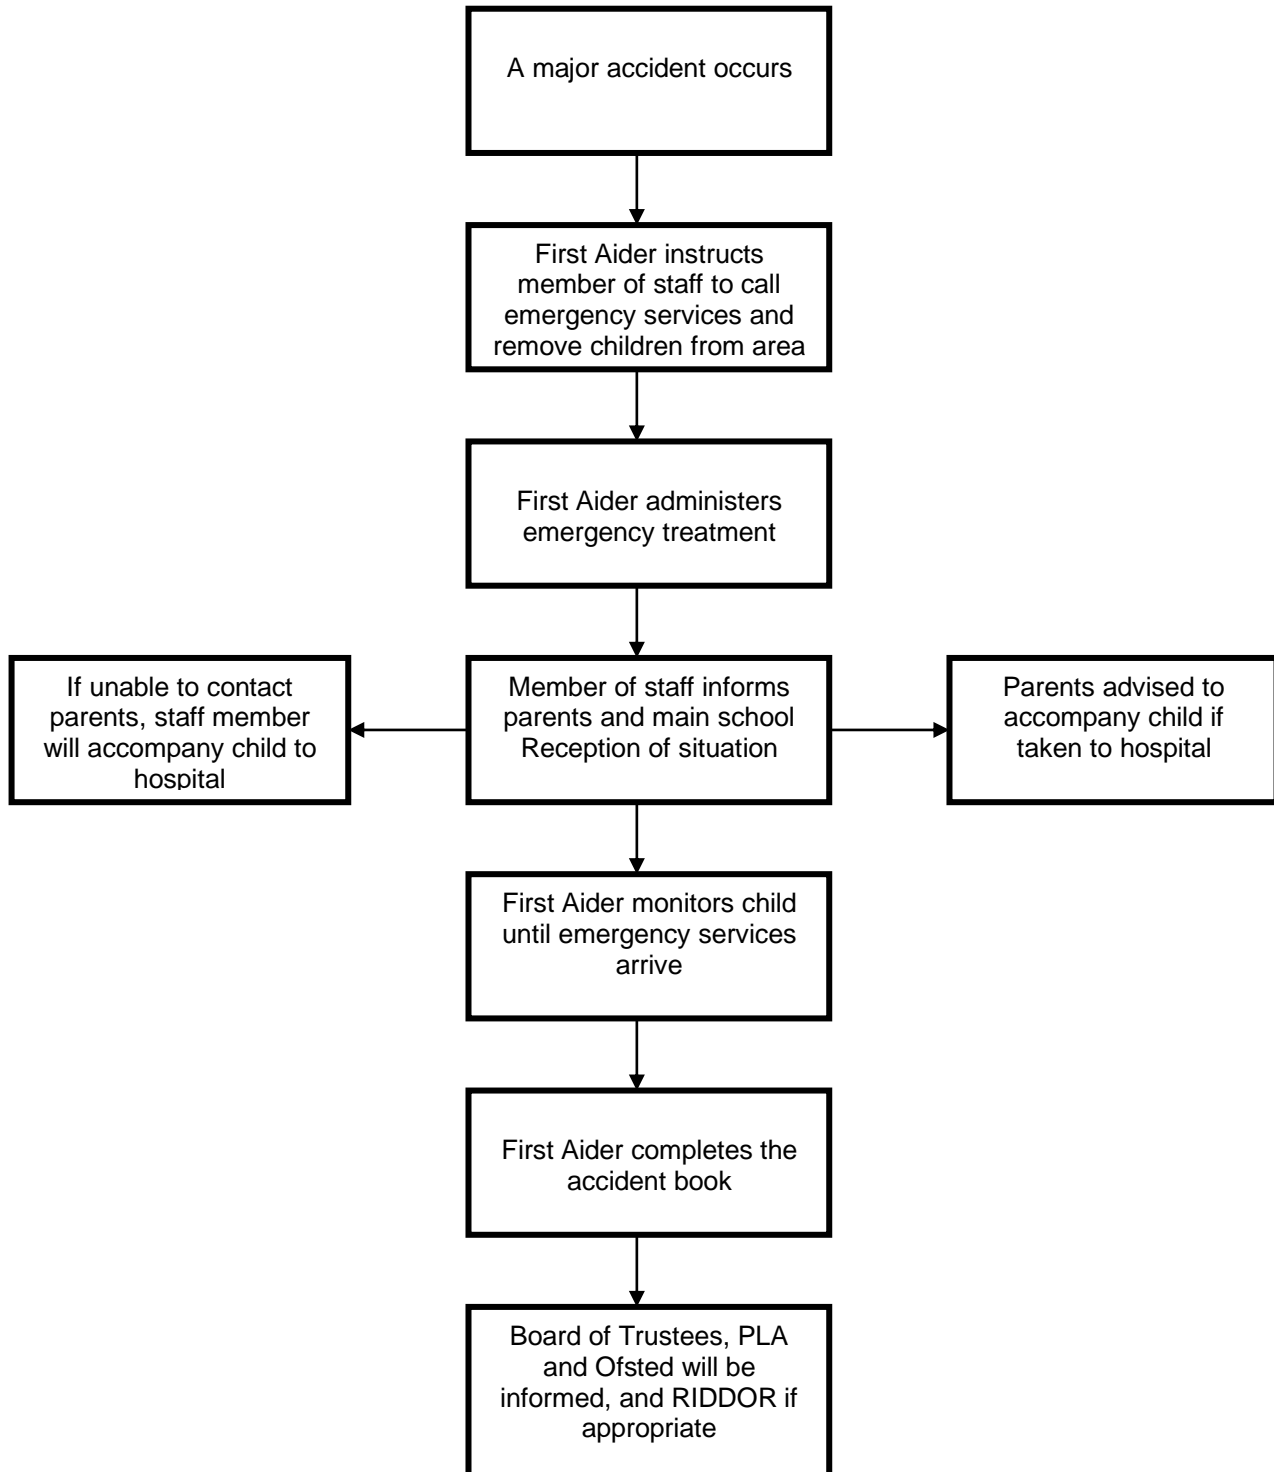 A major accident occurs
First Aider instructs
member of staff to call
emergency services and
remove children from area
First Aider administers
emergency treatment
If unable to contact
parents, staff member
will accompany child to
hospital
Member of staff informs
parents and main school
Reception of situation
Parents advised to
accompany child if
taken to hospital
First Aider monitors child
until emergency services
arrive
First Aider completes the
accident book
Board of Trustees, PLA
and Ofsted will be
informed, and RIDDOR if
appropriate